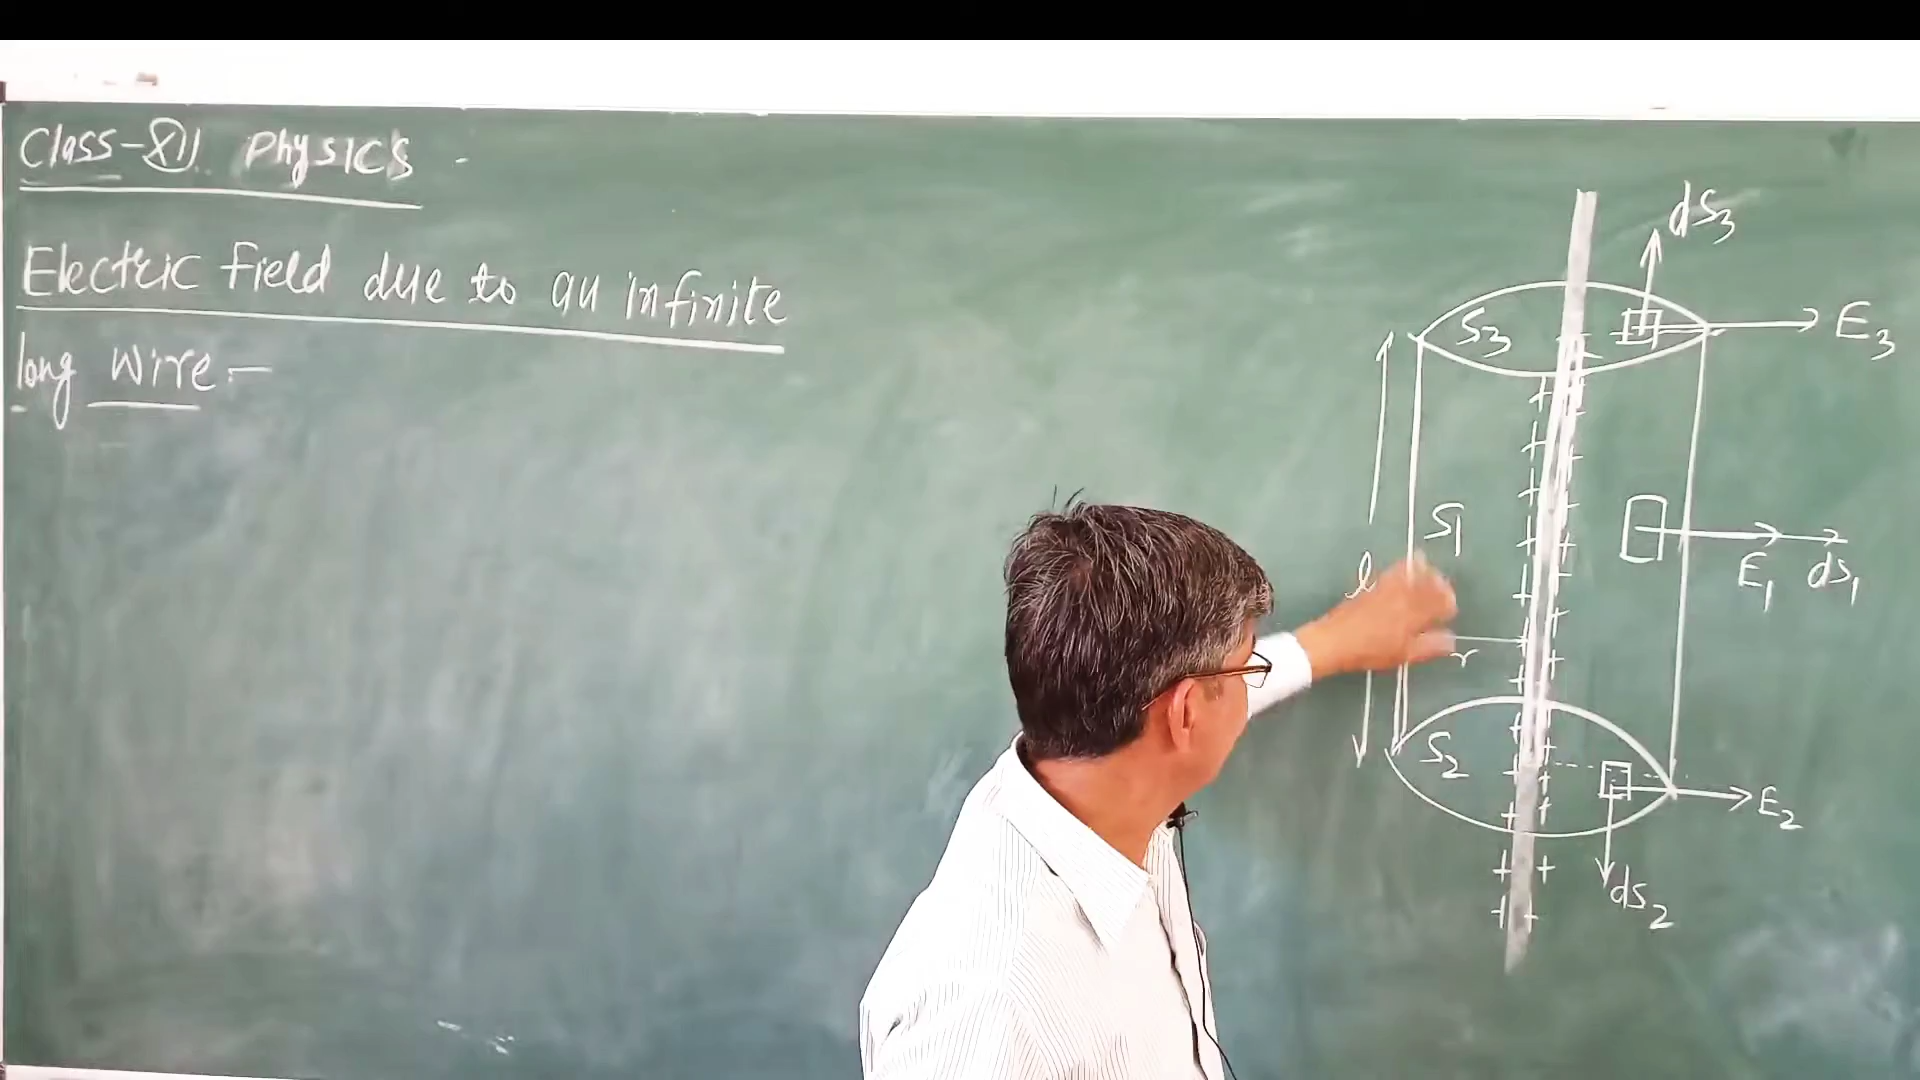 Class-XII Physics
Electric field due to an infinite
long wire:-
dS3
S3
E3
S1
l
E1 dS1
r
S2
E2
dS2